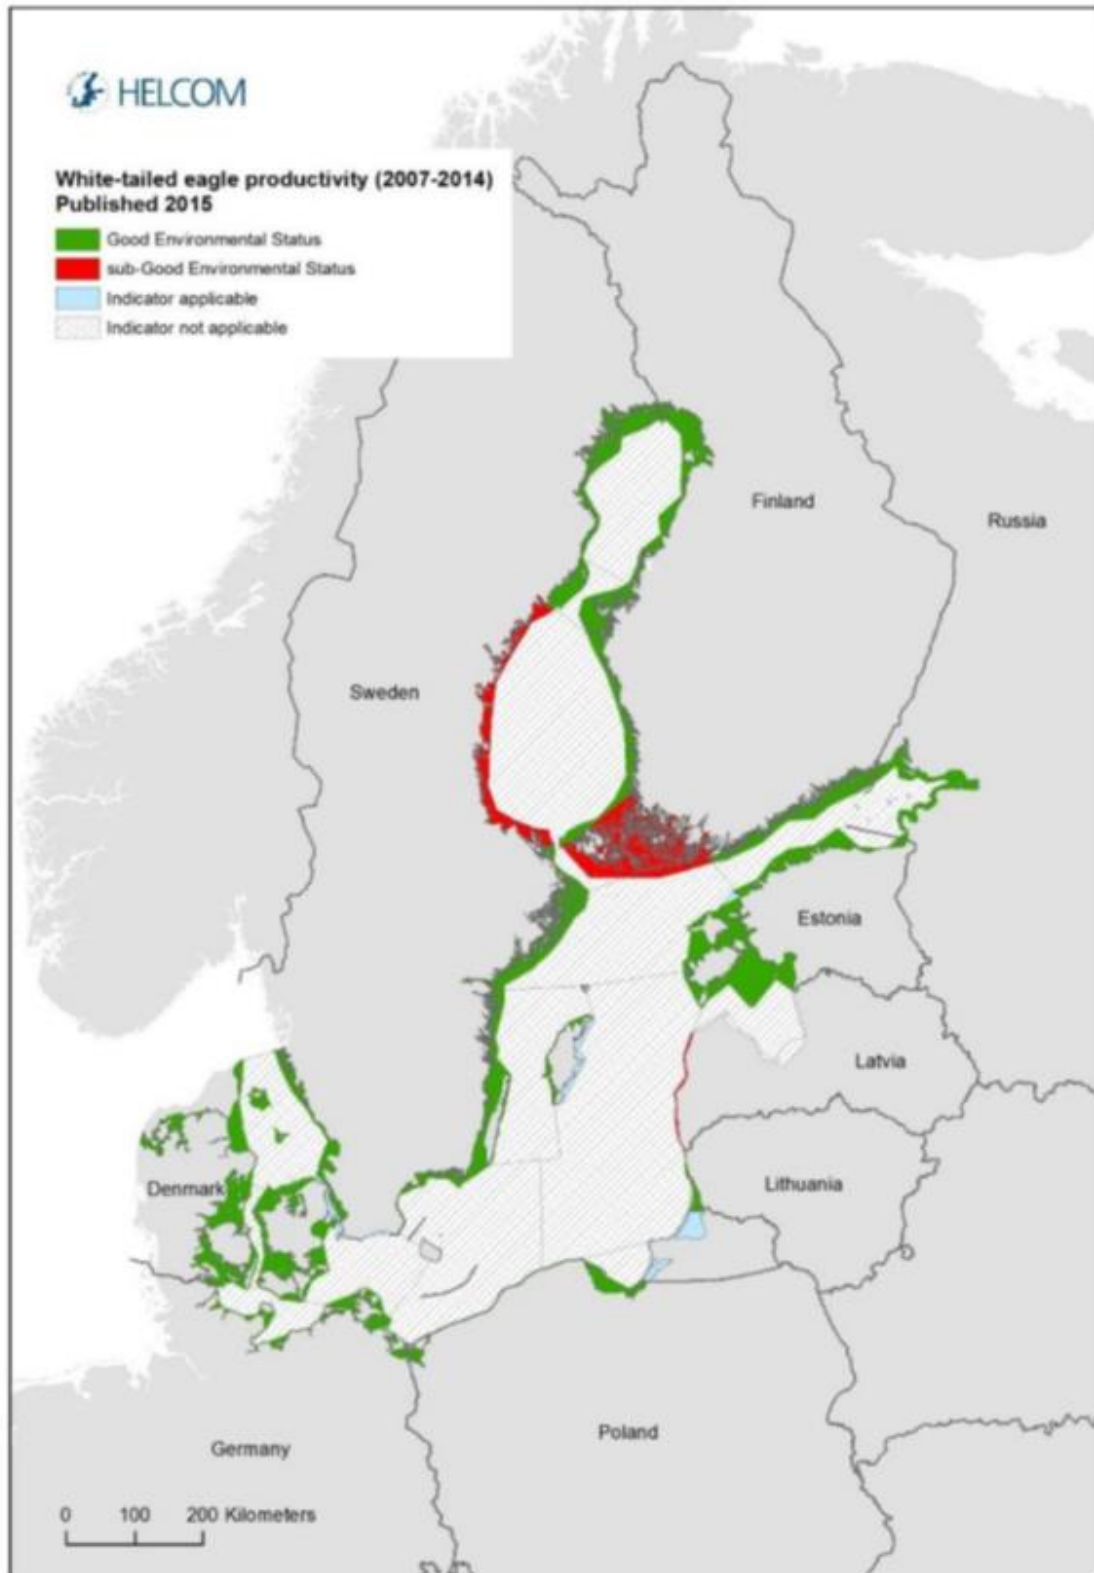 HELCOM
White-tailed eagle productivity (2007-2014)
Published 2015
Good Environmental Status
sub-Good Environmental Status
Indicator applicable
Indicator not applicable
Finland
Russia
Sweden
Estonia
Latvia
Denmark
Lithuania
Poland
Germany
0 100 200 Kilometers